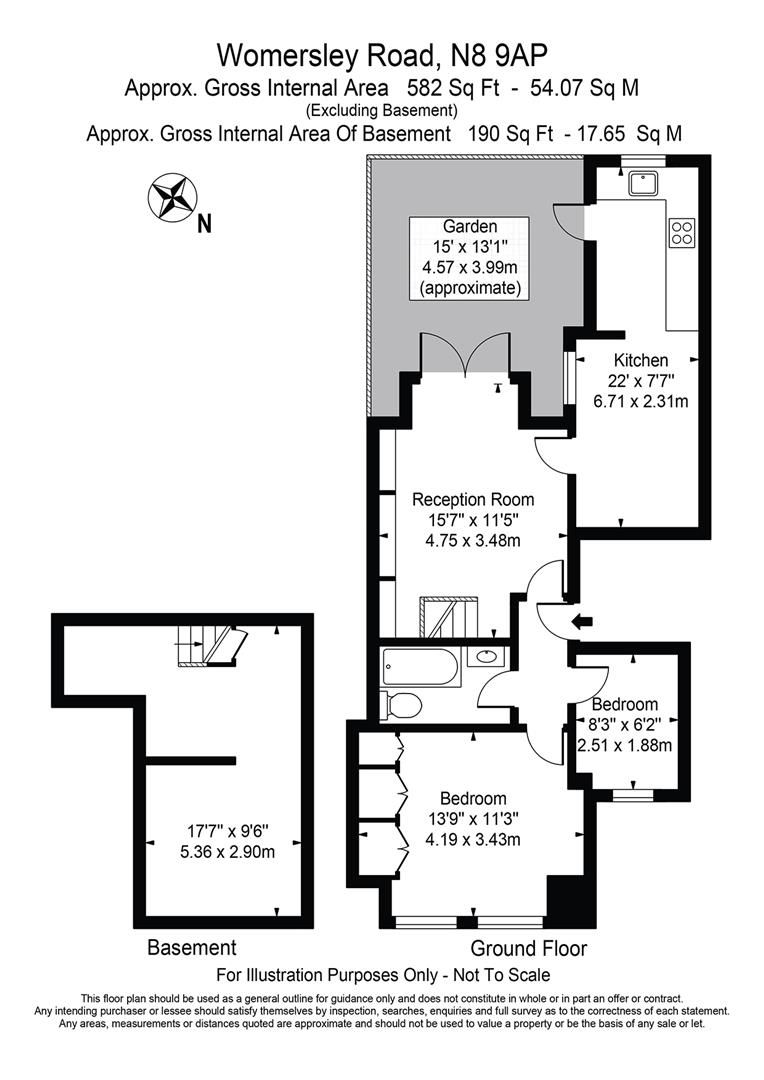 Womersley Road, N8 9AP
Approx. Gross Internal Area 582 Sq Ft - 54.07 Sq M
(Excluding Basement)
Approx. Gross Internal Area Of Basement 190 Sq Ft - 17.65 Sq M
N
Garden
15' x 13'1"
4.57 x 3.99m
(approximate)
Kitchen
22' x 7'7"
6.71 x 2.31m
Reception Room
15'7" x 11'5"
4.75 x 3.48m
Bedroom
8'3" x 6'2"
2.51 x 1.88m
Bedroom
13'9" x 11'3"
4.19 x 3.43m
17'7" x 9'6"
5.36 x 2.90m
Basement
Ground Floor
For Illustration Purposes Only - Not To Scale
This floor plan should be used as a general outline for guidance only and does not constitute in whole or in part an offer or contract.
Any intending purchaser or lessee should satisfy themselves by inspection, searches, enquiries and full survey as to the correctness of each statement.
Any areas, measurements or distances quoted are approximate and should not be used to value a property or be the basis of any sale or let.